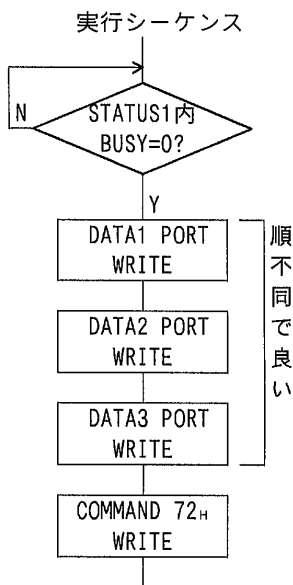 実行シーケンス
N
STATUS1内
BUSY=0?
Y
DATA1 PORT
WRITE
DATA2 PORT
WRITE
DATA3 PORT
WRITE
順不同で良い
COMMAND 72H
WRITE